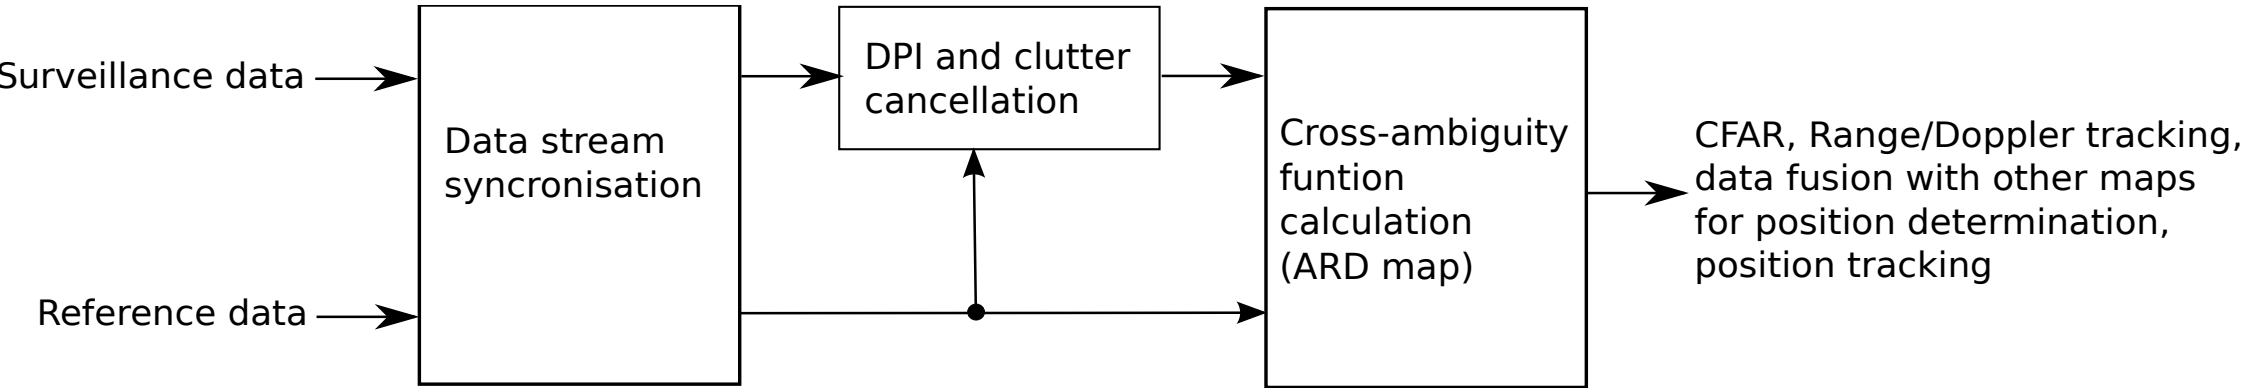 Surveillance data
Reference data
Data stream
syncronisation
DPI and clutter
cancellation
Cross-ambiguity
funtion
calculation
(ARD map)
CFAR, Range/Doppler tracking,
data fusion with other maps
for position determination,
position tracking